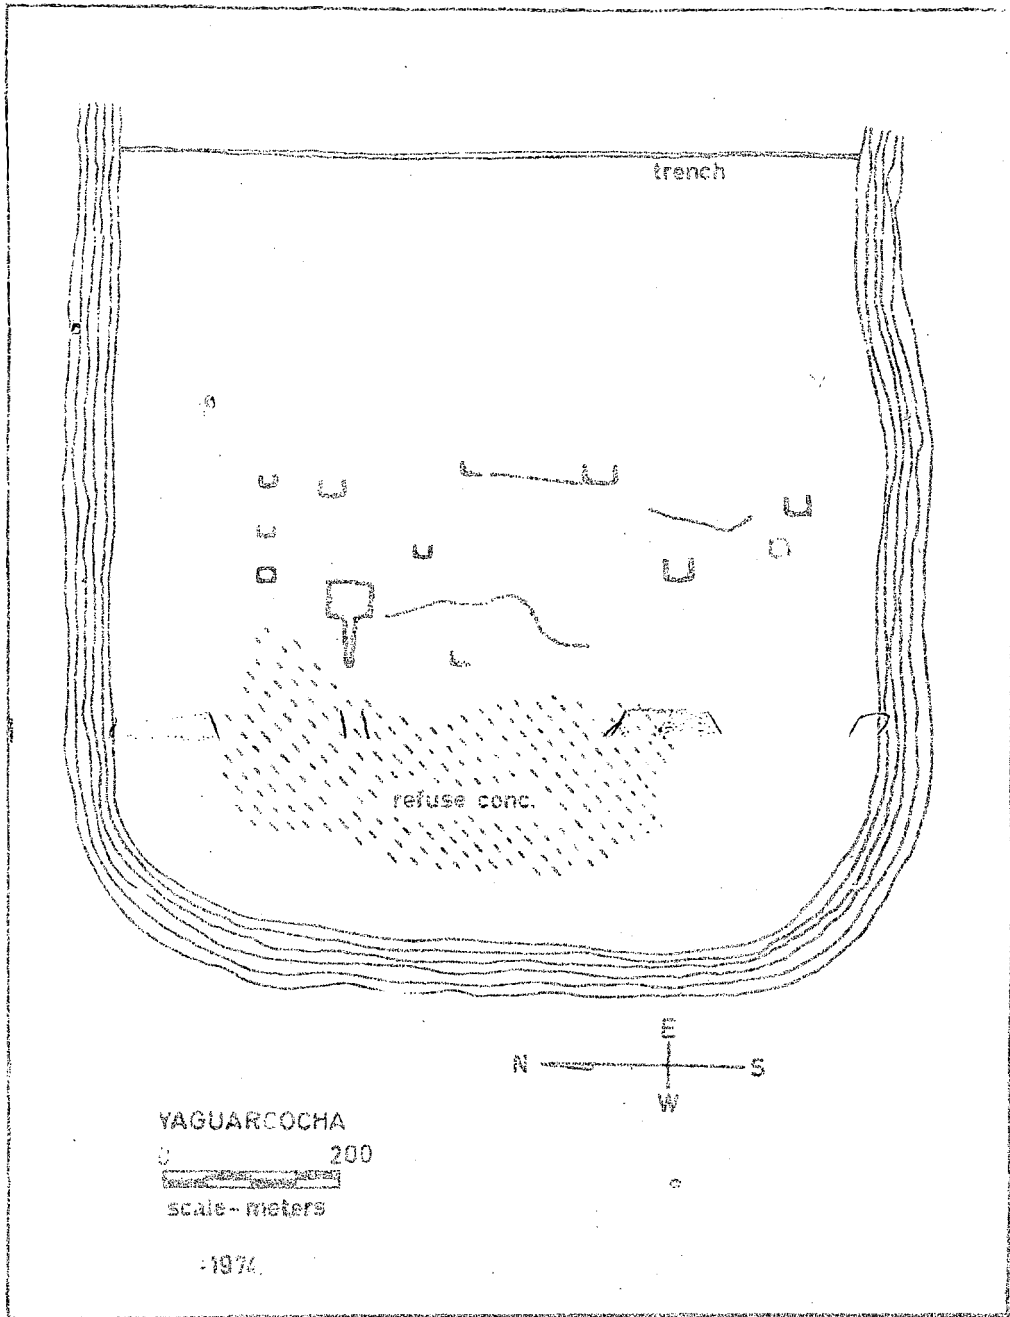 trench
refuse conc.
E
N S
W
YAGUARCOCHA
0 200
scale-meters